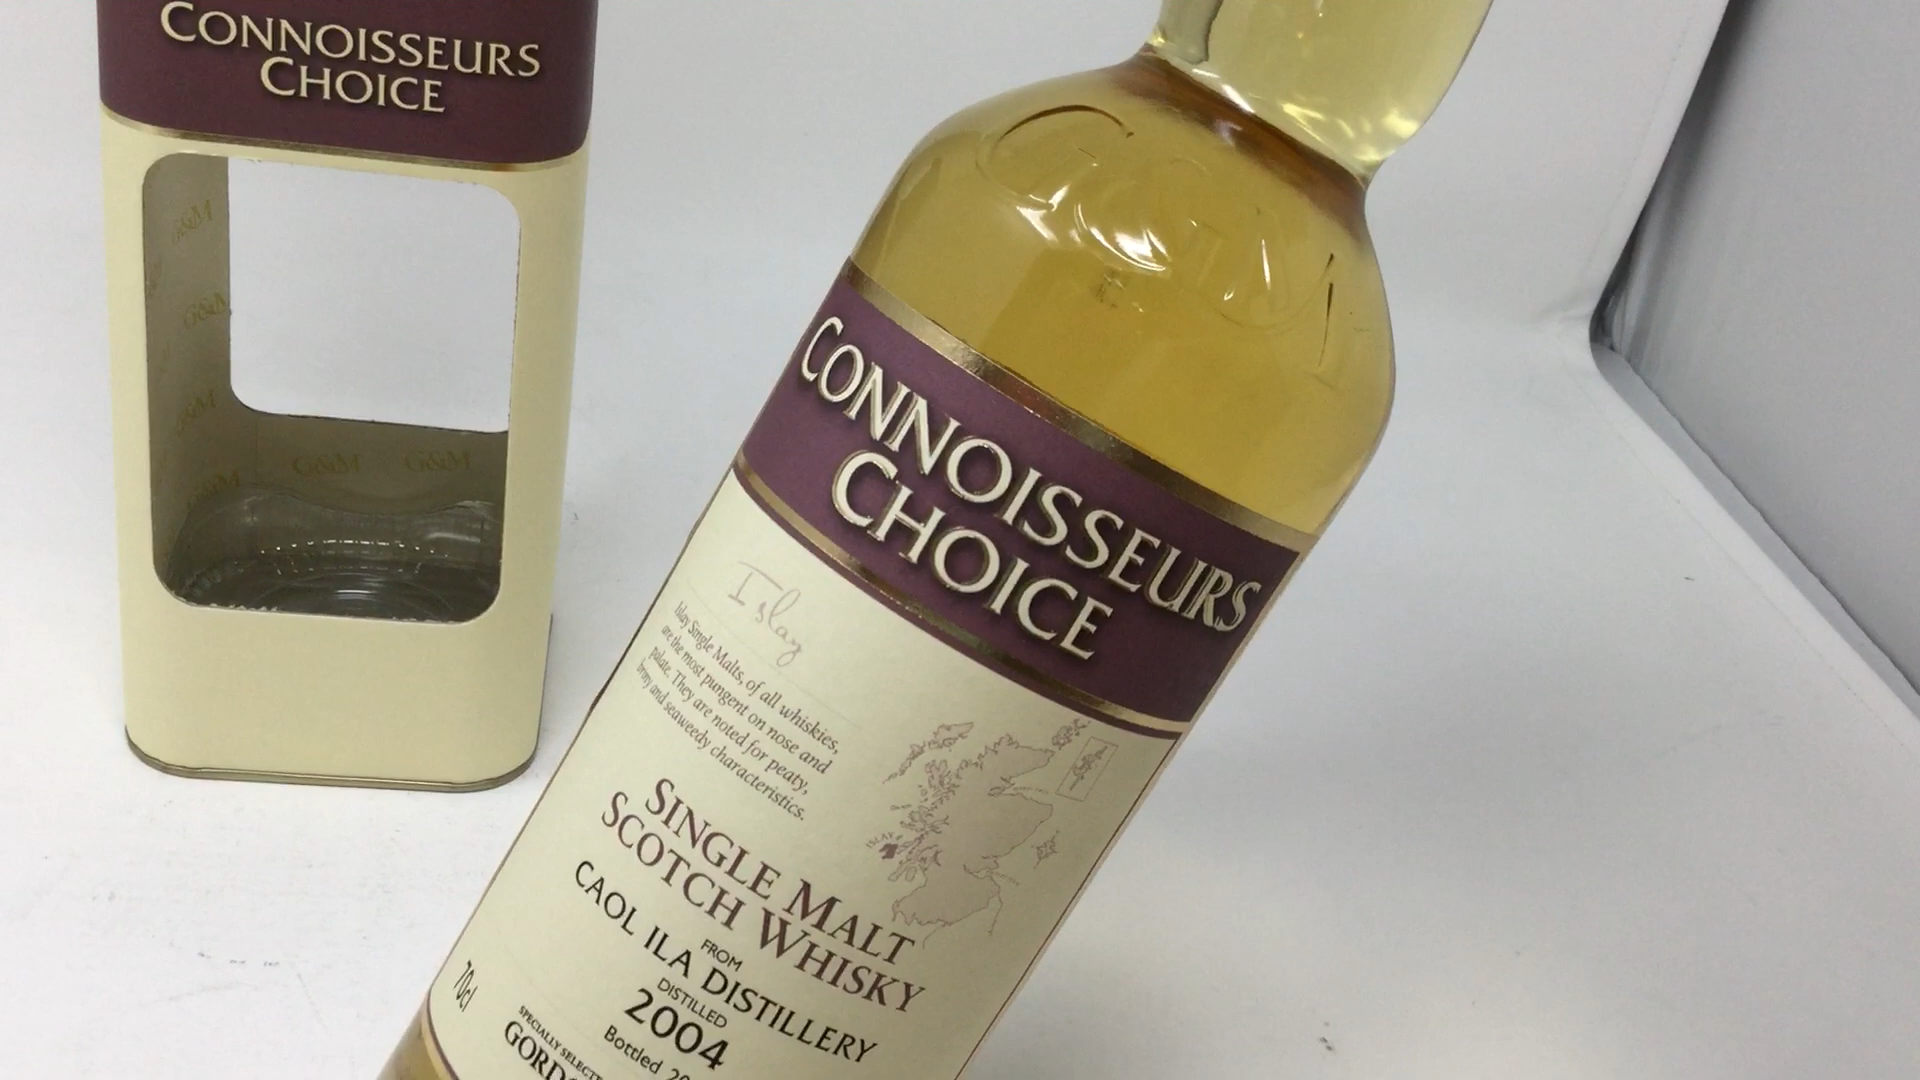 CONNOISSEURS
CHOICE
G&M
G&M
G&M
G&M
G&M
G&M
CONNOISSEURS
CHOICE
Islay
Islay Single Malts, of all whiskies,
are the most pungent on nose and
palate. They are noted for peaty,
briny and seaweedy characteristics.
ISLAY
SINGLE MALT
SCOTCH WHISKY
FROM
CAOL ILA DISTILLERY
DISTILLED
2004
Bottled
70cl
SPECIALLY